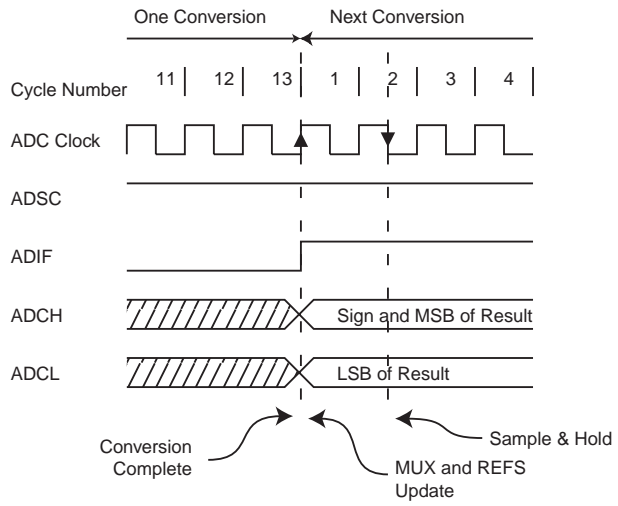 One Conversion Next Conversion
Cycle Number 11 12 13 1 2 3 4
ADC Clock
ADSC
ADIF
ADCH Sign and MSB of Result
ADCL LSB of Result
Conversion
Complete
MUX and REFS
Update
Sample & Hold